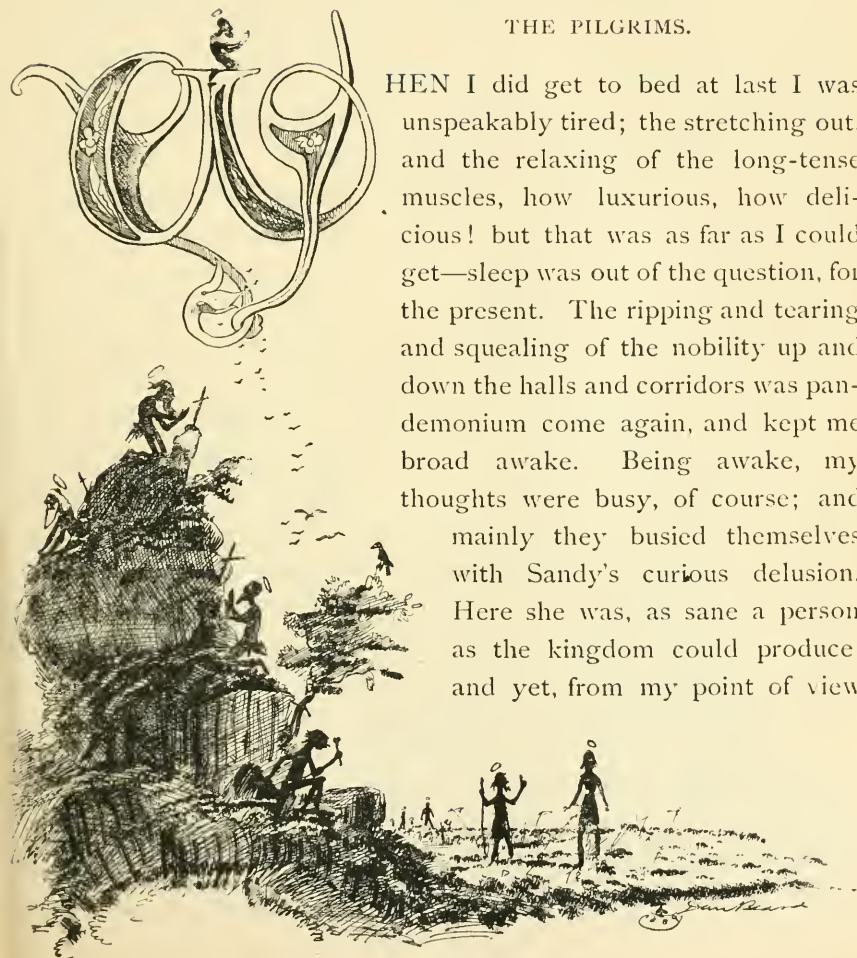 THE PILGRIMS.
WHEN I did get to bed at last I was
unspeakably tired; the stretching out,
and the relaxing of the long-tense
muscles, how luxurious, how deli-
cious! but that was as far as I could
get—sleep was out of the question, for
the present. The ripping and tearing
and squealing of the nobility up and
down the halls and corridors was pan-
demonium come again, and kept me
broad awake. Being awake, my
thoughts were busy, of course; and
mainly they busied themselves
with Sandy's curious delusion.
Here she was, as sane a person
as the kingdom could produce
and yet, from my point of view
Dan Beard